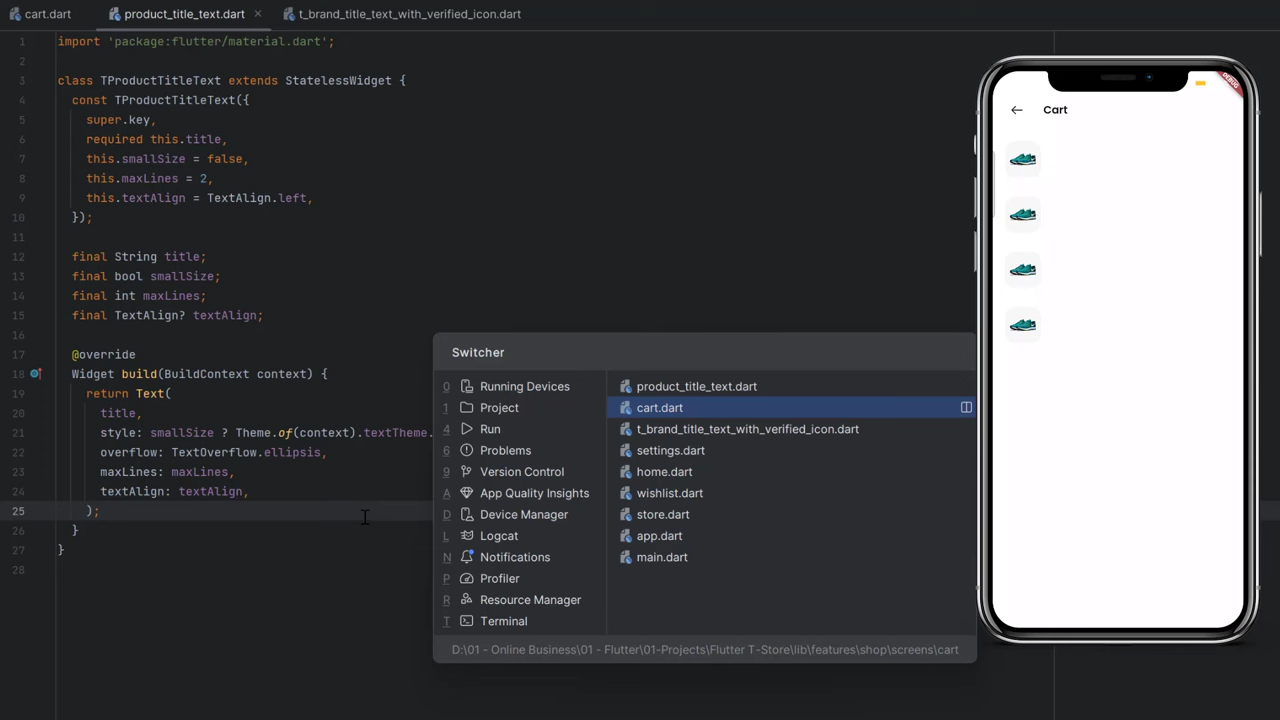 cart.dart
product_title_text.dart
t_brand_title_text_with_verified_icon.dart
1 import 'package:flutter/material.dart';
2
3 class TProductTitleText extends StatelessWidget {
4 const TProductTitleText({
5 super.key,
6 required this.title,
7 this.smallSize = false,
8 this.maxLines = 2,
9 this.textAlign = TextAlign.left,
10 });
11
12 final String title;
13 final bool smallSize;
14 final int maxLines;
15 final TextAlign? textAlign;
16
17 @override
18 Widget build(BuildContext context) {
19 return Text(
20 title,
21 style: smallSize ? Theme.of(context).textTheme.
22 overflow: TextOverflow.ellipsis,
23 maxLines: maxLines,
24 textAlign: textAlign,
25 );
26 }
27 }
28
Switcher
0 Running Devices
1 Project
4 Run
6 Problems
9 Version Control
A App Quality Insights
D Device Manager
L Logcat
N Notifications
P Profiler
R Resource Manager
T Terminal
product_title_text.dart
cart.dart
t_brand_title_text_with_verified_icon.dart
settings.dart
home.dart
wishlist.dart
store.dart
app.dart
main.dart
D:\01 - Online Business\01 - Flutter\01-Projects\Flutter T-Store\lib\features\shop\screens\cart
DEBUG
Cart